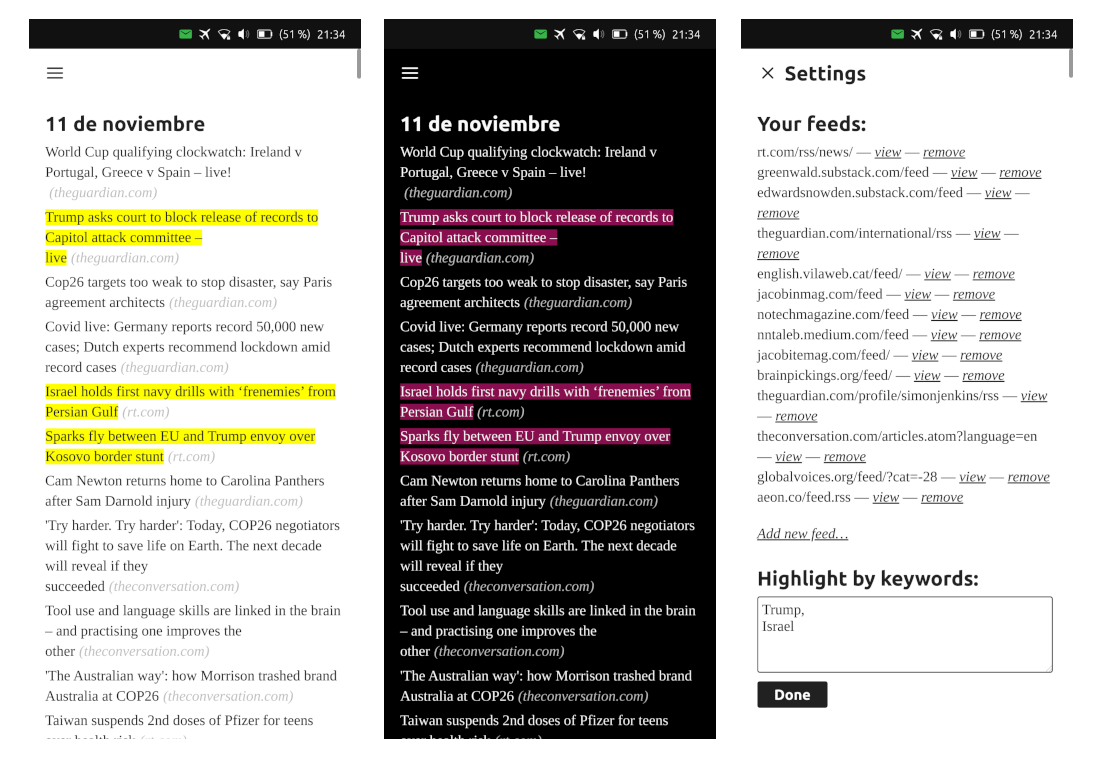 (51 %) 21:34
11 de noviembre
World Cup qualifying clockwatch: Ireland v
Portugal, Greece v Spain – live!
(theguardian.com)
Trump asks court to block release of records to
Capitol attack committee –
live (theguardian.com)
Cop26 targets too weak to stop disaster, say Paris
agreement architects (theguardian.com)
Covid live: Germany reports record 50,000 new
cases; Dutch experts recommend lockdown amid
record cases (theguardian.com)
Israel holds first navy drills with ‘frenemies’ from
Persian Gulf (rt.com)
Sparks fly between EU and Trump envoy over
Kosovo border stunt (rt.com)
Cam Newton returns home to Carolina Panthers
after Sam Darnold injury (theguardian.com)
'Try harder. Try harder': Today, COP26 negotiators
will fight to save life on Earth. The next decade
will reveal if they
succeeded (theconversation.com)
Tool use and language skills are linked in the brain
– and practising one improves the
other (theconversation.com)
'The Australian way': how Morrison trashed brand
Australia at COP26 (theconversation.com)
Taiwan suspends 2nd doses of Pfizer for teens
over health risk (rt.com)
(51 %) 21:34
11 de noviembre
World Cup qualifying clockwatch: Ireland v
Portugal, Greece v Spain – live!
(theguardian.com)
Trump asks court to block release of records to
Capitol attack committee –
live (theguardian.com)
Cop26 targets too weak to stop disaster, say Paris
agreement architects (theguardian.com)
Covid live: Germany reports record 50,000 new
cases; Dutch experts recommend lockdown amid
record cases (theguardian.com)
Israel holds first navy drills with ‘frenemies’ from
Persian Gulf (rt.com)
Sparks fly between EU and Trump envoy over
Kosovo border stunt (rt.com)
Cam Newton returns home to Carolina Panthers
after Sam Darnold injury (theguardian.com)
'Try harder. Try harder': Today, COP26 negotiators
will fight to save life on Earth. The next decade
will reveal if they
succeeded (theconversation.com)
Tool use and language skills are linked in the brain
– and practising one improves the
other (theconversation.com)
'The Australian way': how Morrison trashed brand
Australia at COP26 (theconversation.com)
Taiwan suspends 2nd doses of Pfizer for teens
over health risk (rt.com)
(51 %) 21:34
Settings
Your feeds:
rt.com/rss/news/ — view — remove
greenwald.substack.com/feed — view — remove
edwardsnowden.substack.com/feed — view —
remove
theguardian.com/international/rss — view —
remove
english.vilaweb.cat/feed/ — view — remove
jacobinmag.com/feed — view — remove
notechmagazine.com/feed — view — remove
nntaleb.medium.com/feed — view — remove
jacobitemag.com/feed/ — view — remove
brainpickings.org/feed/ — view — remove
theguardian.com/profile/simonjenkins/rss — view
— remove
theconversation.com/articles.atom?language=en
— view — remove
globalvoices.org/feed/?cat=-28 — view — remove
aeon.co/feed.rss — view — remove
Add new feed…
Highlight by keywords:
Trump,
Israel
Done